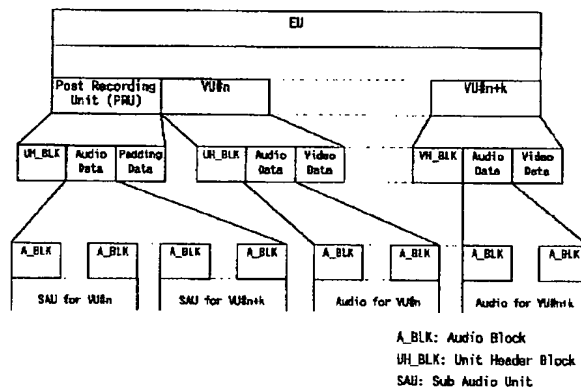 EU
Post Recording Unit (PRU) VU#n VU#n+k
UH_BLK Audio Data Padding Data UH_BLK Audio Data Video Data VH_BLK Audio Data Video Data
A_BLK A_BLK A_BLK A_BLK A_BLK A_BLK A_BLK A_BLK
SAU for VU#n SAU for VU#n+k Audio for VU#n Audio for VU#n+k
A_BLK: Audio Block
UH_BLK: Unit Header Block
SAU: Sub Audio Unit